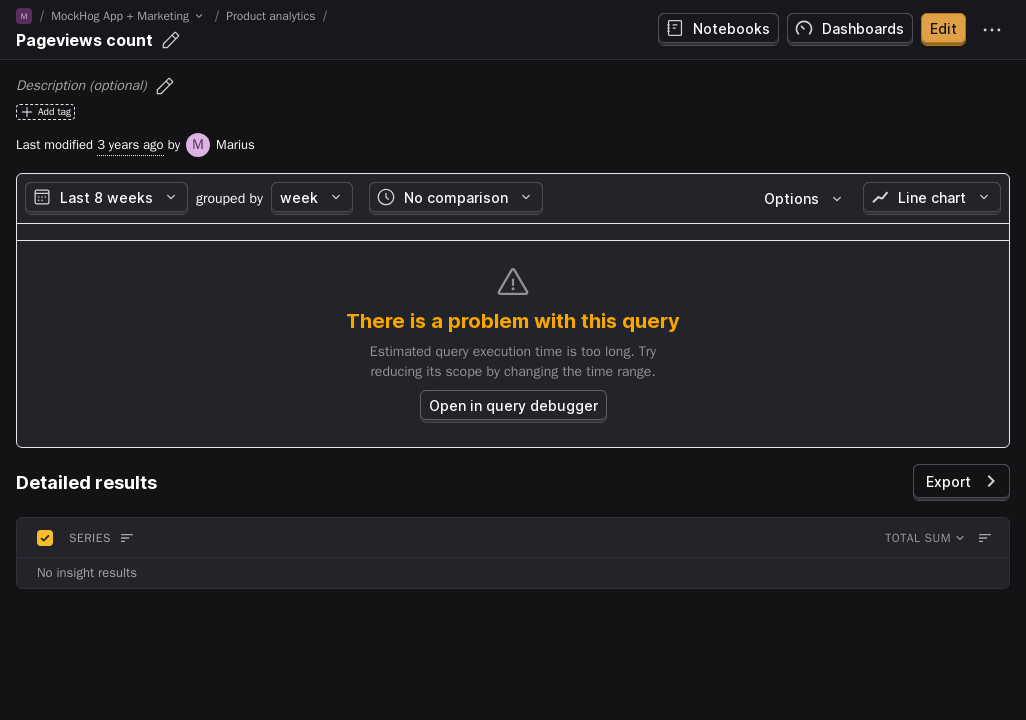 M / MockHog App + Marketing / Product analytics /
Pageviews count
Notebooks
Dashboards
Edit
Description (optional)
Add tag
Last modified 3 years ago by M Marius
Last 8 weeks grouped by week No comparison Options Line chart
There is a problem with this query
Estimated query execution time is too long. Try
reducing its scope by changing the time range.
Open in query debugger
Detailed results
Export
SERIES TOTAL SUM
No insight results